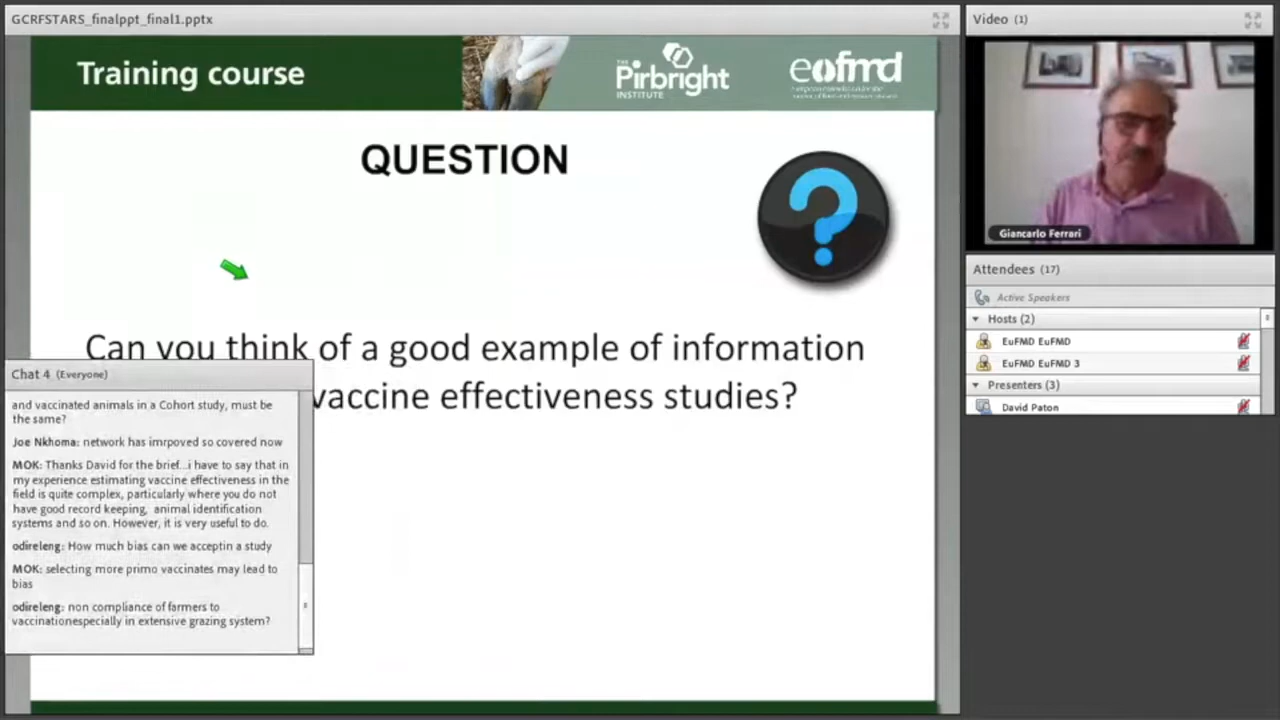 GCRFSTARS_finalppt_final1.pptx
Training course
THE
Pirbright
INSTITUTE
eofmd
QUESTION
Can you think of a good example of information
vaccine effectiveness studies?
Chat 4 (Everyone)
and vaccinated animals in a Cohort study, must be
the same?
Joe Nkhoma: network has imrpoved so covered now
MOK: Thanks David for the brief...i have to say that in
my experience estimating vaccine effectiveness in the
field is quite complex, particularly where you do not
have good record keeping, animal identification
systems and so on. However, it is very useful to do.
odireleng: How much bias can we acceptin a study
MOK: selecting more primo vaccinates may lead to
bias
odireleng: non compliance of farmers to
vaccinationespecially in extensive grazing system?
Video (1)
Giancarlo Ferrari
Attendees (17)
Active Speakers
Hosts (2)
EuFMD EuFMD
EuFMD EuFMD 3
Presenters (3)
David Paton